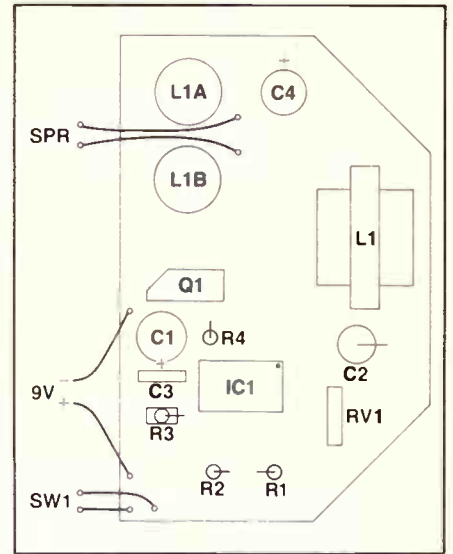 +
L1A
C4
SPR
L1B
L1
Q1
C1
R4
+
C3
IC1
C2
9V
−
+
R3
RV1
R2
R1
SW1